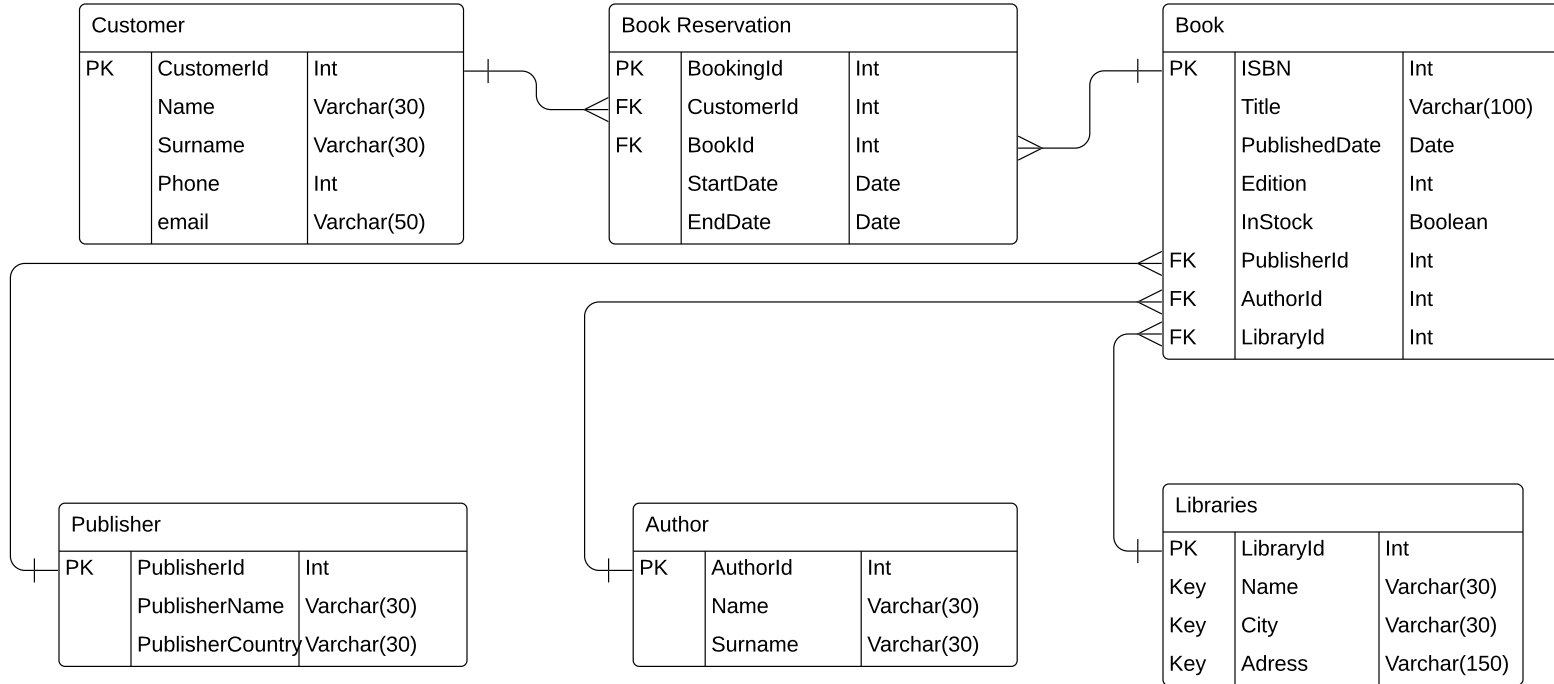 Customer
PK CustomerId Int
Name Varchar(30)
Surname Varchar(30)
Phone Int
email Varchar(50)
Book Reservation
PK BookingId Int
FK CustomerId Int
FK BookId Int
StartDate Date
EndDate Date
Book
PK ISBN Int
Title Varchar(100)
PublishedDate Date
Edition Int
InStock Boolean
FK PublisherId Int
FK AuthorId Int
FK LibraryId Int
Publisher
PK PublisherId Int
PublisherName Varchar(30)
PublisherCountry Varchar(30)
Author
PK AuthorId Int
Name Varchar(30)
Surname Varchar(30)
Libraries
PK LibraryId Int
Key Name Varchar(30)
Key City Varchar(30)
Key Adress Varchar(150)